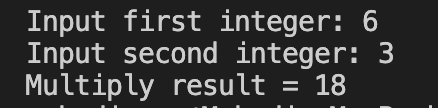 Input first integer: 6
Input second integer: 3
Multiply result = 18